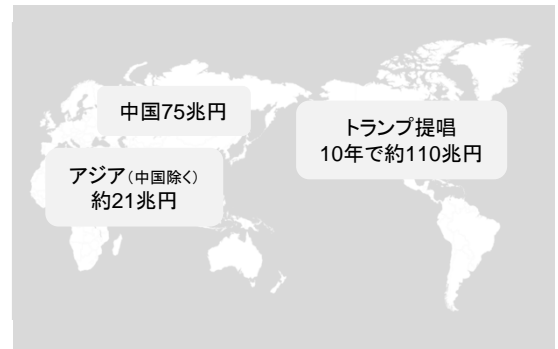 中国75兆円
トランプ提唱
10年で約110兆円
アジア（中国除く）
約21兆円